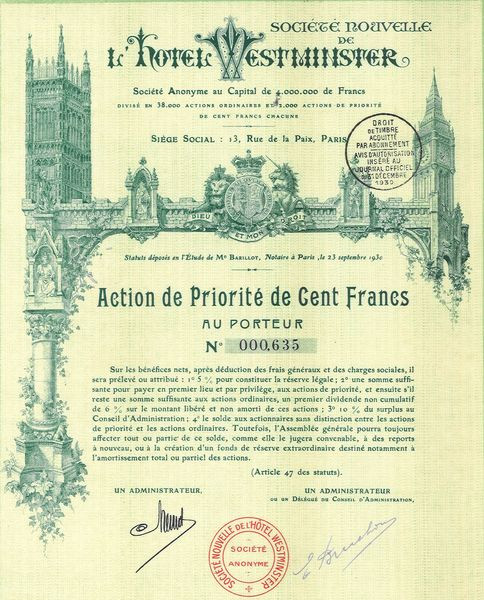 SOCIÉTÉ NOUVELLE
DE
L'HOTEL WESTMINSTER
Société Anonyme au Capital de 4.000.000 de Francs
DIVISÉ EN 38.000 ACTIONS ORDINAIRES ET 2.000 ACTIONS DE PRIORITÉ
DE CENT FRANCS CHACUNE
SIÈGE SOCIAL : 13, Rue de la Paix, PARIS
DROIT
DE TIMBRE
ACQUITTÉ
PAR ABONNEMENT
AVIS D'AUTORISATION
INSÉRÉ AU
JOURNAL OFFICIEL
DU 31 DÉCEMBRE
1930
DIEU ET MON DROIT
Statuts déposés en l'Étude de Me BARILLOT, Notaire à Paris, le 23 septembre 1930
Action de Priorité de Cent Francs
AU PORTEUR
No 000,635
Sur les bénéfices nets, après déduction des frais généraux et des charges sociales, il
sera prélevé ou attribué : 1o 5 % pour constituer la réserve légale; 2o une somme suffi-
sante pour payer en premier lieu et par privilège, aux actions de priorité, et ensuite s'il
reste une somme suffisante aux actions ordinaires, un premier dividende non cumulatif
de 6 % sur le montant libéré et non amorti de ces actions; 3o 10 % du surplus au
Conseil d'Administration; 4o le solde aux actionnaires sans distinction entre les actions
de priorité et les actions ordinaires. Toutefois, l'Assemblée générale pourra toujours
affecter tout ou partie de ce solde, comme elle le jugera convenable, à des reports
à nouveau, ou à la création d'un fonds de réserve extraordinaire destiné notamment à
l'amortissement total ou partiel des actions.
(Article 47 des statuts).
UN ADMINISTRATEUR,
UN ADMINISTRATEUR
OU UN DÉLÉGUÉ DU CONSEIL D'ADMINISTRATION,
SOCIÉTÉ NOUVELLE DE L'HÔTEL WESTMINSTER
SOCIÉTÉ
ANONYME